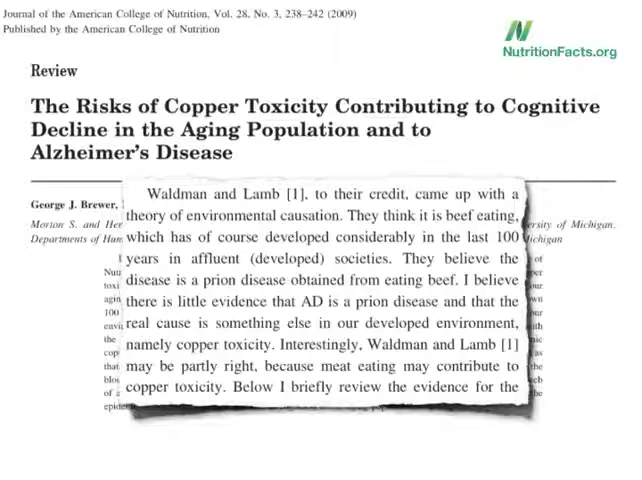 Journal of the American College of Nutrition, Vol. 28, No. 3, 238–242 (2009)
Published by the American College of Nutrition
NutritionFacts.org
Review
The Risks of Copper Toxicity Contributing to Cognitive
Decline in the Aging Population and to
Alzheimer's Disease
George J. Brewer,
Morton S. and Her
ersity of Michigan.
Departments of Hum
Michigan
Waldman and Lamb [1], to their credit, came up with a
theory of environmental causation. They think it is beef eating,
which has of course developed considerably in the last 100
years in affluent (developed) societies. They believe the
disease is a prion disease obtained from eating beef. I believe
there is little evidence that AD is a prion disease and that the
real cause is something else in our developed environment,
namely copper toxicity. Interestingly, Waldman and Lamb [1]
may be partly right, because meat eating may contribute to
copper toxicity. Below I briefly review the evidence for the